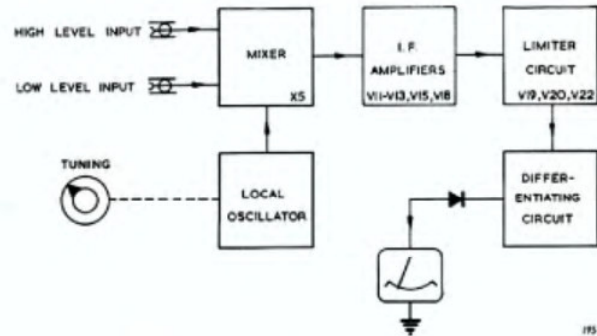 HIGH LEVEL INPUT
LOW LEVEL INPUT
MIXER
X5
I.F.
AMPLIFIERS
V11-V13,V15,V18
LIMITER
CIRCUIT
V19,V20,V22
TUNING
LOCAL
OSCILLATOR
DIFFER-
ENTIATING
CIRCUIT